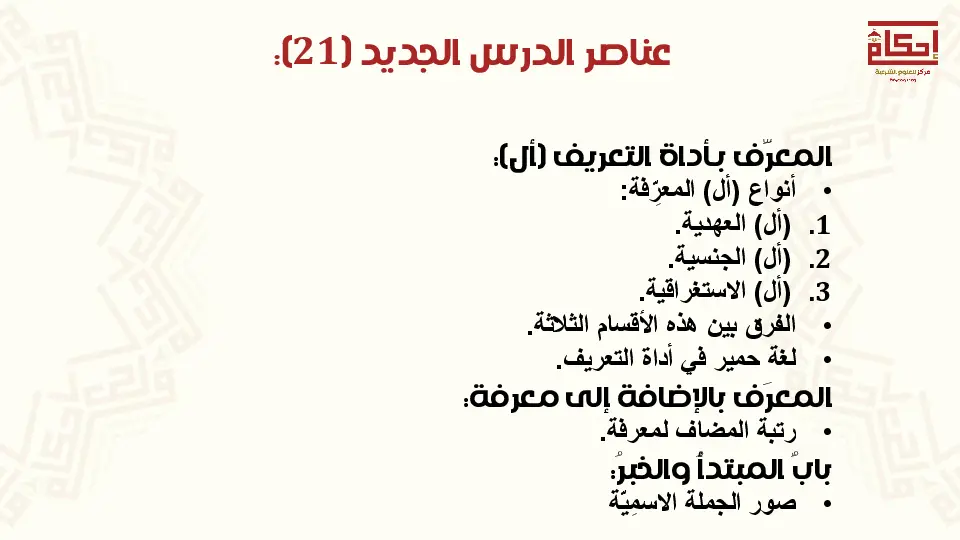 عناصر الدرس الجديد (21):
إحكام
مركز للعلوم الشرعية
المعرَّف بأداة التعريف (أل):
• أنواع (أل) المعرِّفة:
1. (أل) العهدية.
2. (أل) الجنسية.
3. (أل) الاستغراقية.
• الفرق بين هذه الأقسام الثلاثة.
• لغة حمير في أداة التعريف.
المعرَف بالإضافة إلى معرفة:
• رتبة المضاف لمعرفة.
بابُ المبتدأُ والخبرُ:
• صور الجملة الاسمِيّة